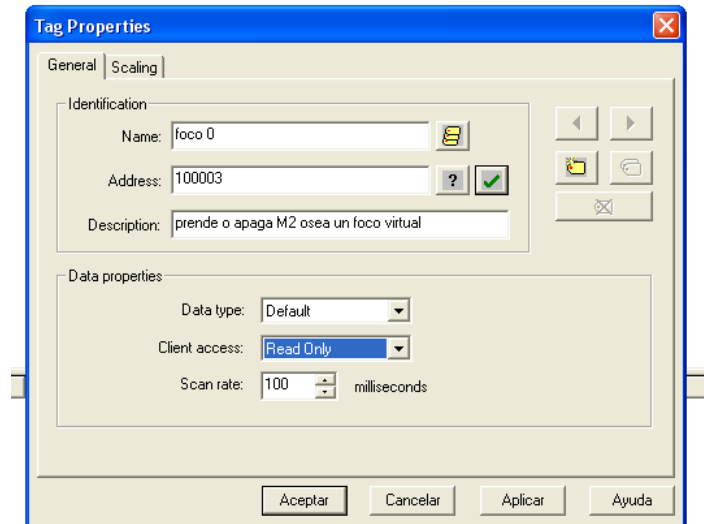 Tag Properties
General Scaling
Identification
Name: foco 0
Address: 100003 ?
Description: prende o apaga M2 osea un foco virtual
Data properties
Data type: Default
Client access: Read Only
Scan rate: 100 milliseconds
Aceptar Cancelar Aplicar Ayuda